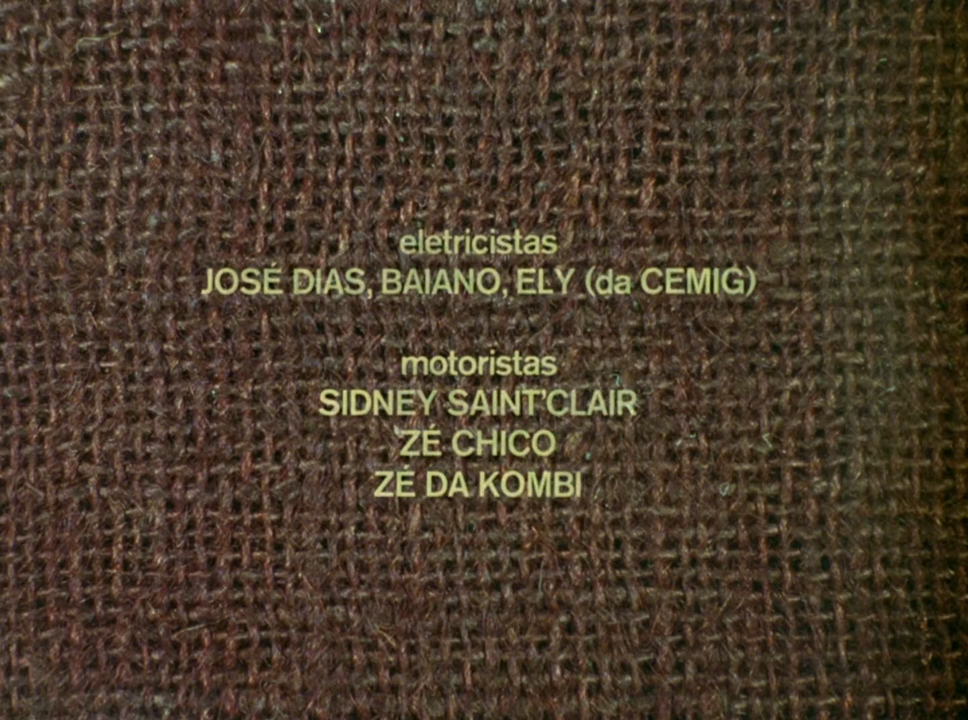 eletricistas
JOSÉ DIAS, BAIANO, ELY (da CEMIG)
motoristas
SIDNEY SAINT'CLAIR
ZÉ CHICO
ZÉ DA KOMBI